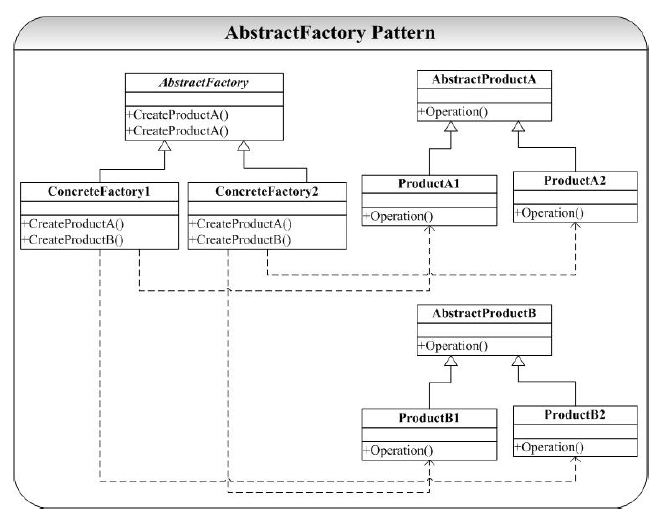 AbstractFactory Pattern
AbstractFactory
+CreateProductA()
+CreateProductA()
AbstractProductA
+Operation()
ConcreteFactory1
+CreateProductA()
+CreateProductB()
ConcreteFactory2
+CreateProductA()
+CreateProductB()
ProductA1
+Operation()
ProductA2
+Operation()
AbstractProductB
+Operation()
ProductB1
+Operation()
ProductB2
+Operation()